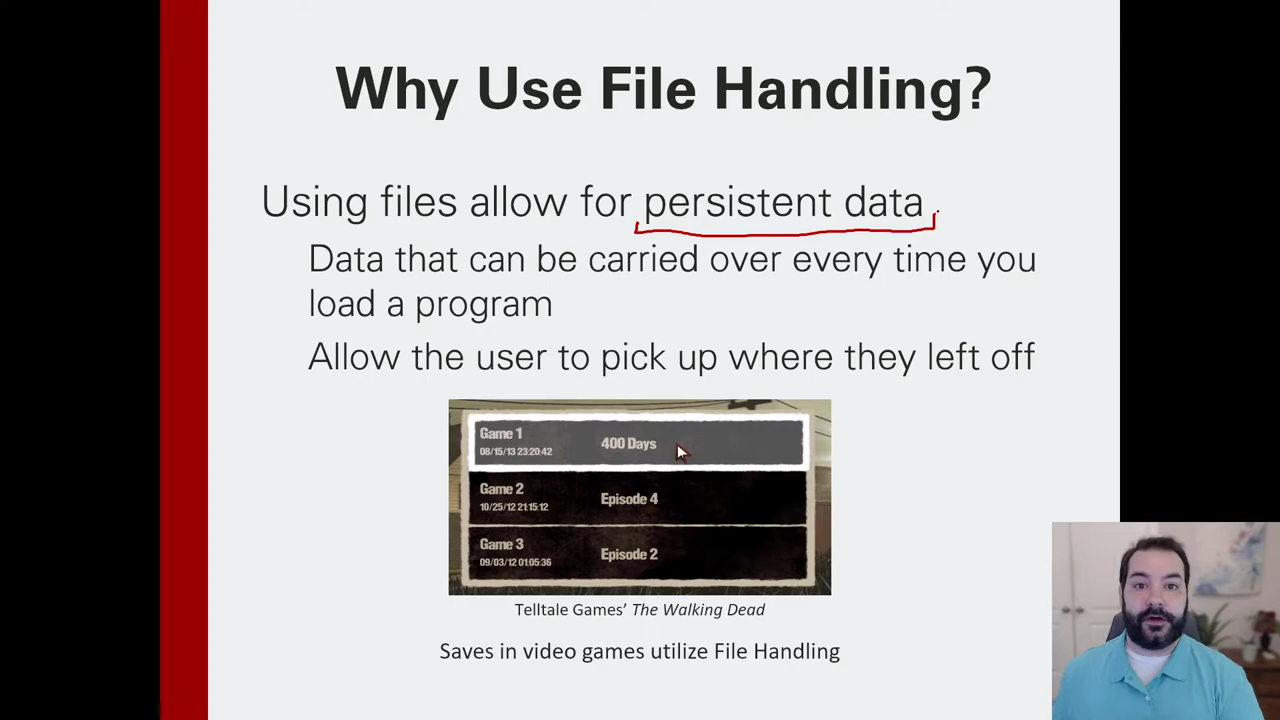 Why Use File Handling?
Using files allow for persistent data
Data that can be carried over every time you
load a program
Allow the user to pick up where they left off
Game 1
08/15/13 23:20:42
400 Days
Game 2
10/25/12 21:15:12
Episode 4
Game 3
09/03/12 01:05:36
Episode 2
Telltale Games' The Walking Dead
Saves in video games utilize File Handling